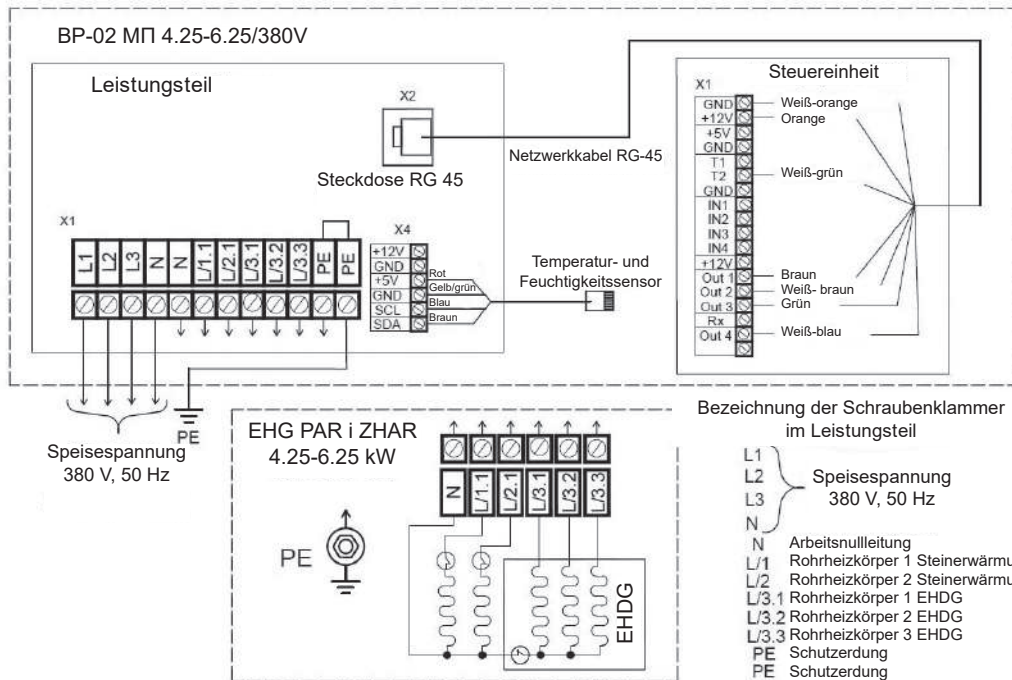 BP-02 МП 4.25-6.25/380V
Leistungsteil
X2
Steckdose RG 45
Netzwerkkabel RG-45
Steuereinheit
X1
GND Weiß-orange
+12V Orange
+5V
GND
T1
T2 Weiß-grün
GND
IN1
IN2
IN3
IN4
+12V
Out 1 Braun
Out 2 Weiß- braun
Out 3 Grün
Rx
Out 4 Weiß-blau
X1
L1 L2 L3 N N L/1.1 L/2.1 L/3.1 L/3.2 L/3.3 PE PE
X4
+12V
GND
+5V Rot
GND Gelb/grün
SCL Blau
SDA Braun
Temperatur- und
Feuchtigkeitssensor
PE
Speisespannung
380 V, 50 Hz
EHG PAR i ZHAR
4.25-6.25 kW
PE
N L/1.1 L/2.1 L/3.1 L/3.2 L/3.3
EHDG
Bezeichnung der Schraubenklammer
im Leistungsteil
L1
L2
L3
N
Speisespannung
380 V, 50 Hz
N Arbeitsnullleitung
L/1 Rohrheizkörper 1 Steinerwärmu
L/2 Rohrheizkörper 2 Steinerwärmu
L/3.1 Rohrheizkörper 1 EHDG
L/3.2 Rohrheizkörper 2 EHDG
L/3.3 Rohrheizkörper 3 EHDG
PE Schutzerdung
PE Schutzerdung